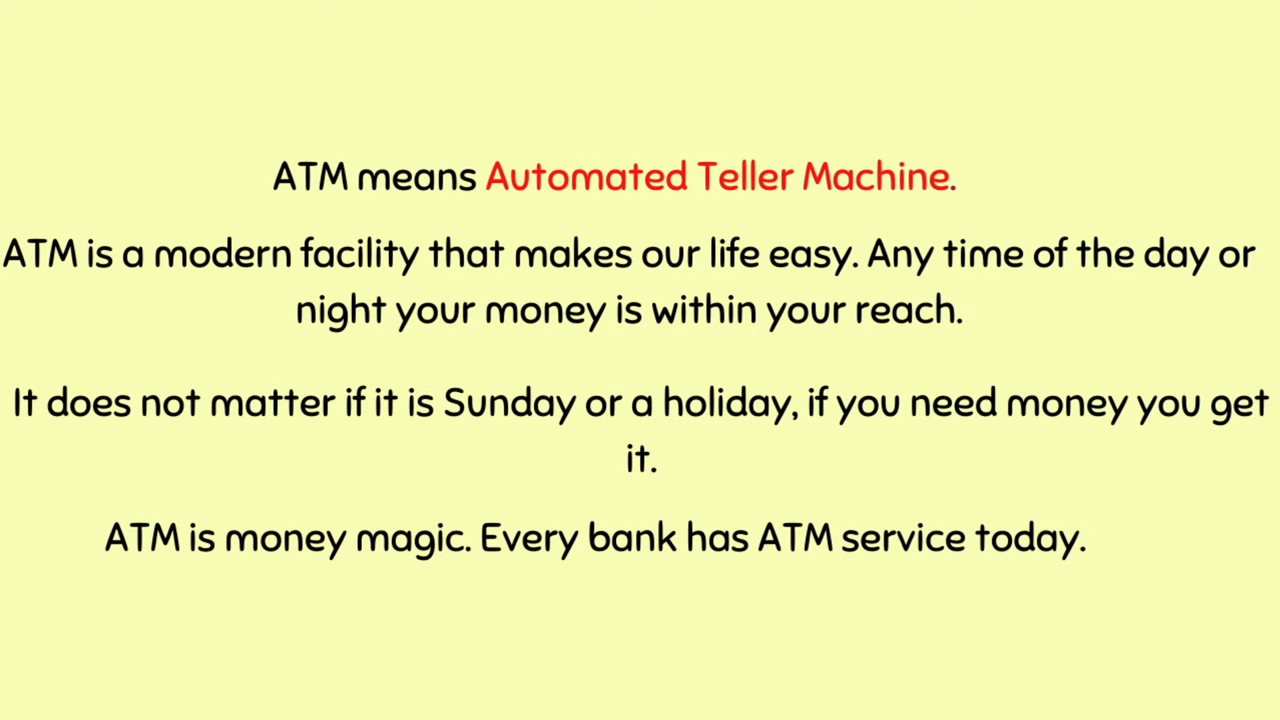 ATM means Automated Teller Machine.
ATM is a modern facility that makes our life easy. Any time of the day or
night your money is within your reach.
It does not matter if it is Sunday or a holiday, if you need money you get
it.
ATM is money magic. Every bank has ATM service today.